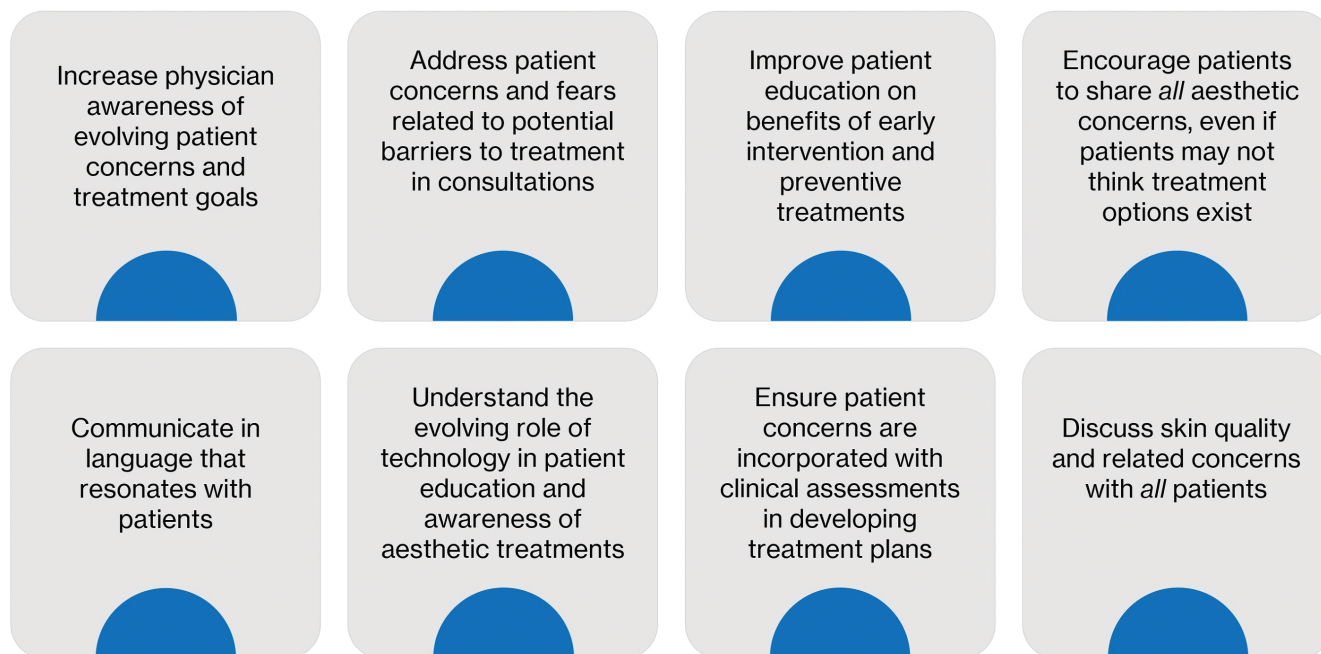 Increase physician
awareness of
evolving patient
concerns and
treatment goals
Address patient
concerns and fears
related to potential
barriers to treatment
in consultations
Improve patient
education on
benefits of early
intervention and
preventive
treatments
Encourage patients
to share all aesthetic
concerns, even if
patients may not
think treatment
options exist
Communicate in
language that
resonates with
patients
Understand the
evolving role of
technology in patient
education and
awareness of
aesthetic treatments
Ensure patient
concerns are
incorporated with
clinical assessments
in developing
treatment plans
Discuss skin quality
and related concerns
with all patients